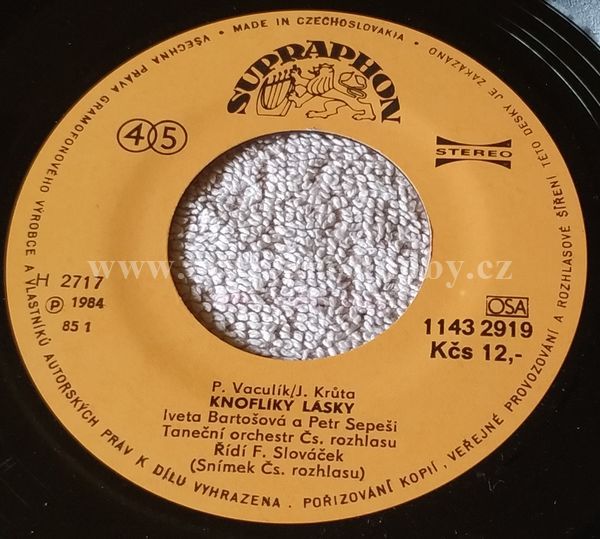 VŠECHNA PRÁVA GRAMOFONOVÉHO VÝROBCE A VLASTNÍKŮ AUTORSKÝCH PRÁV K DÍLU VYHRAZENA. POŘIZOVÁNÍ KOPIÍ, VEŘEJNÉ PROVOZOVÁNÍ A ROZHLASOVÉ ŠÍŘENÍ TÉTO DESKY JE ZAKÁZÁNO
• MADE IN CZECHOSLOVAKIA •
SUPRAPHON
45
STEREO
H 2717
Ⓟ 1984
85 1
OSA
1143 2919
Kčs 12,-
P. Vaculík/J. Krůta
KNOFLÍKY LÁSKY
Iveta Bartošová a Petr Sepeši
Taneční orchestr Čs. rozhlasu
Řídí F. Slováček
(Snímek Čs. rozhlasu)